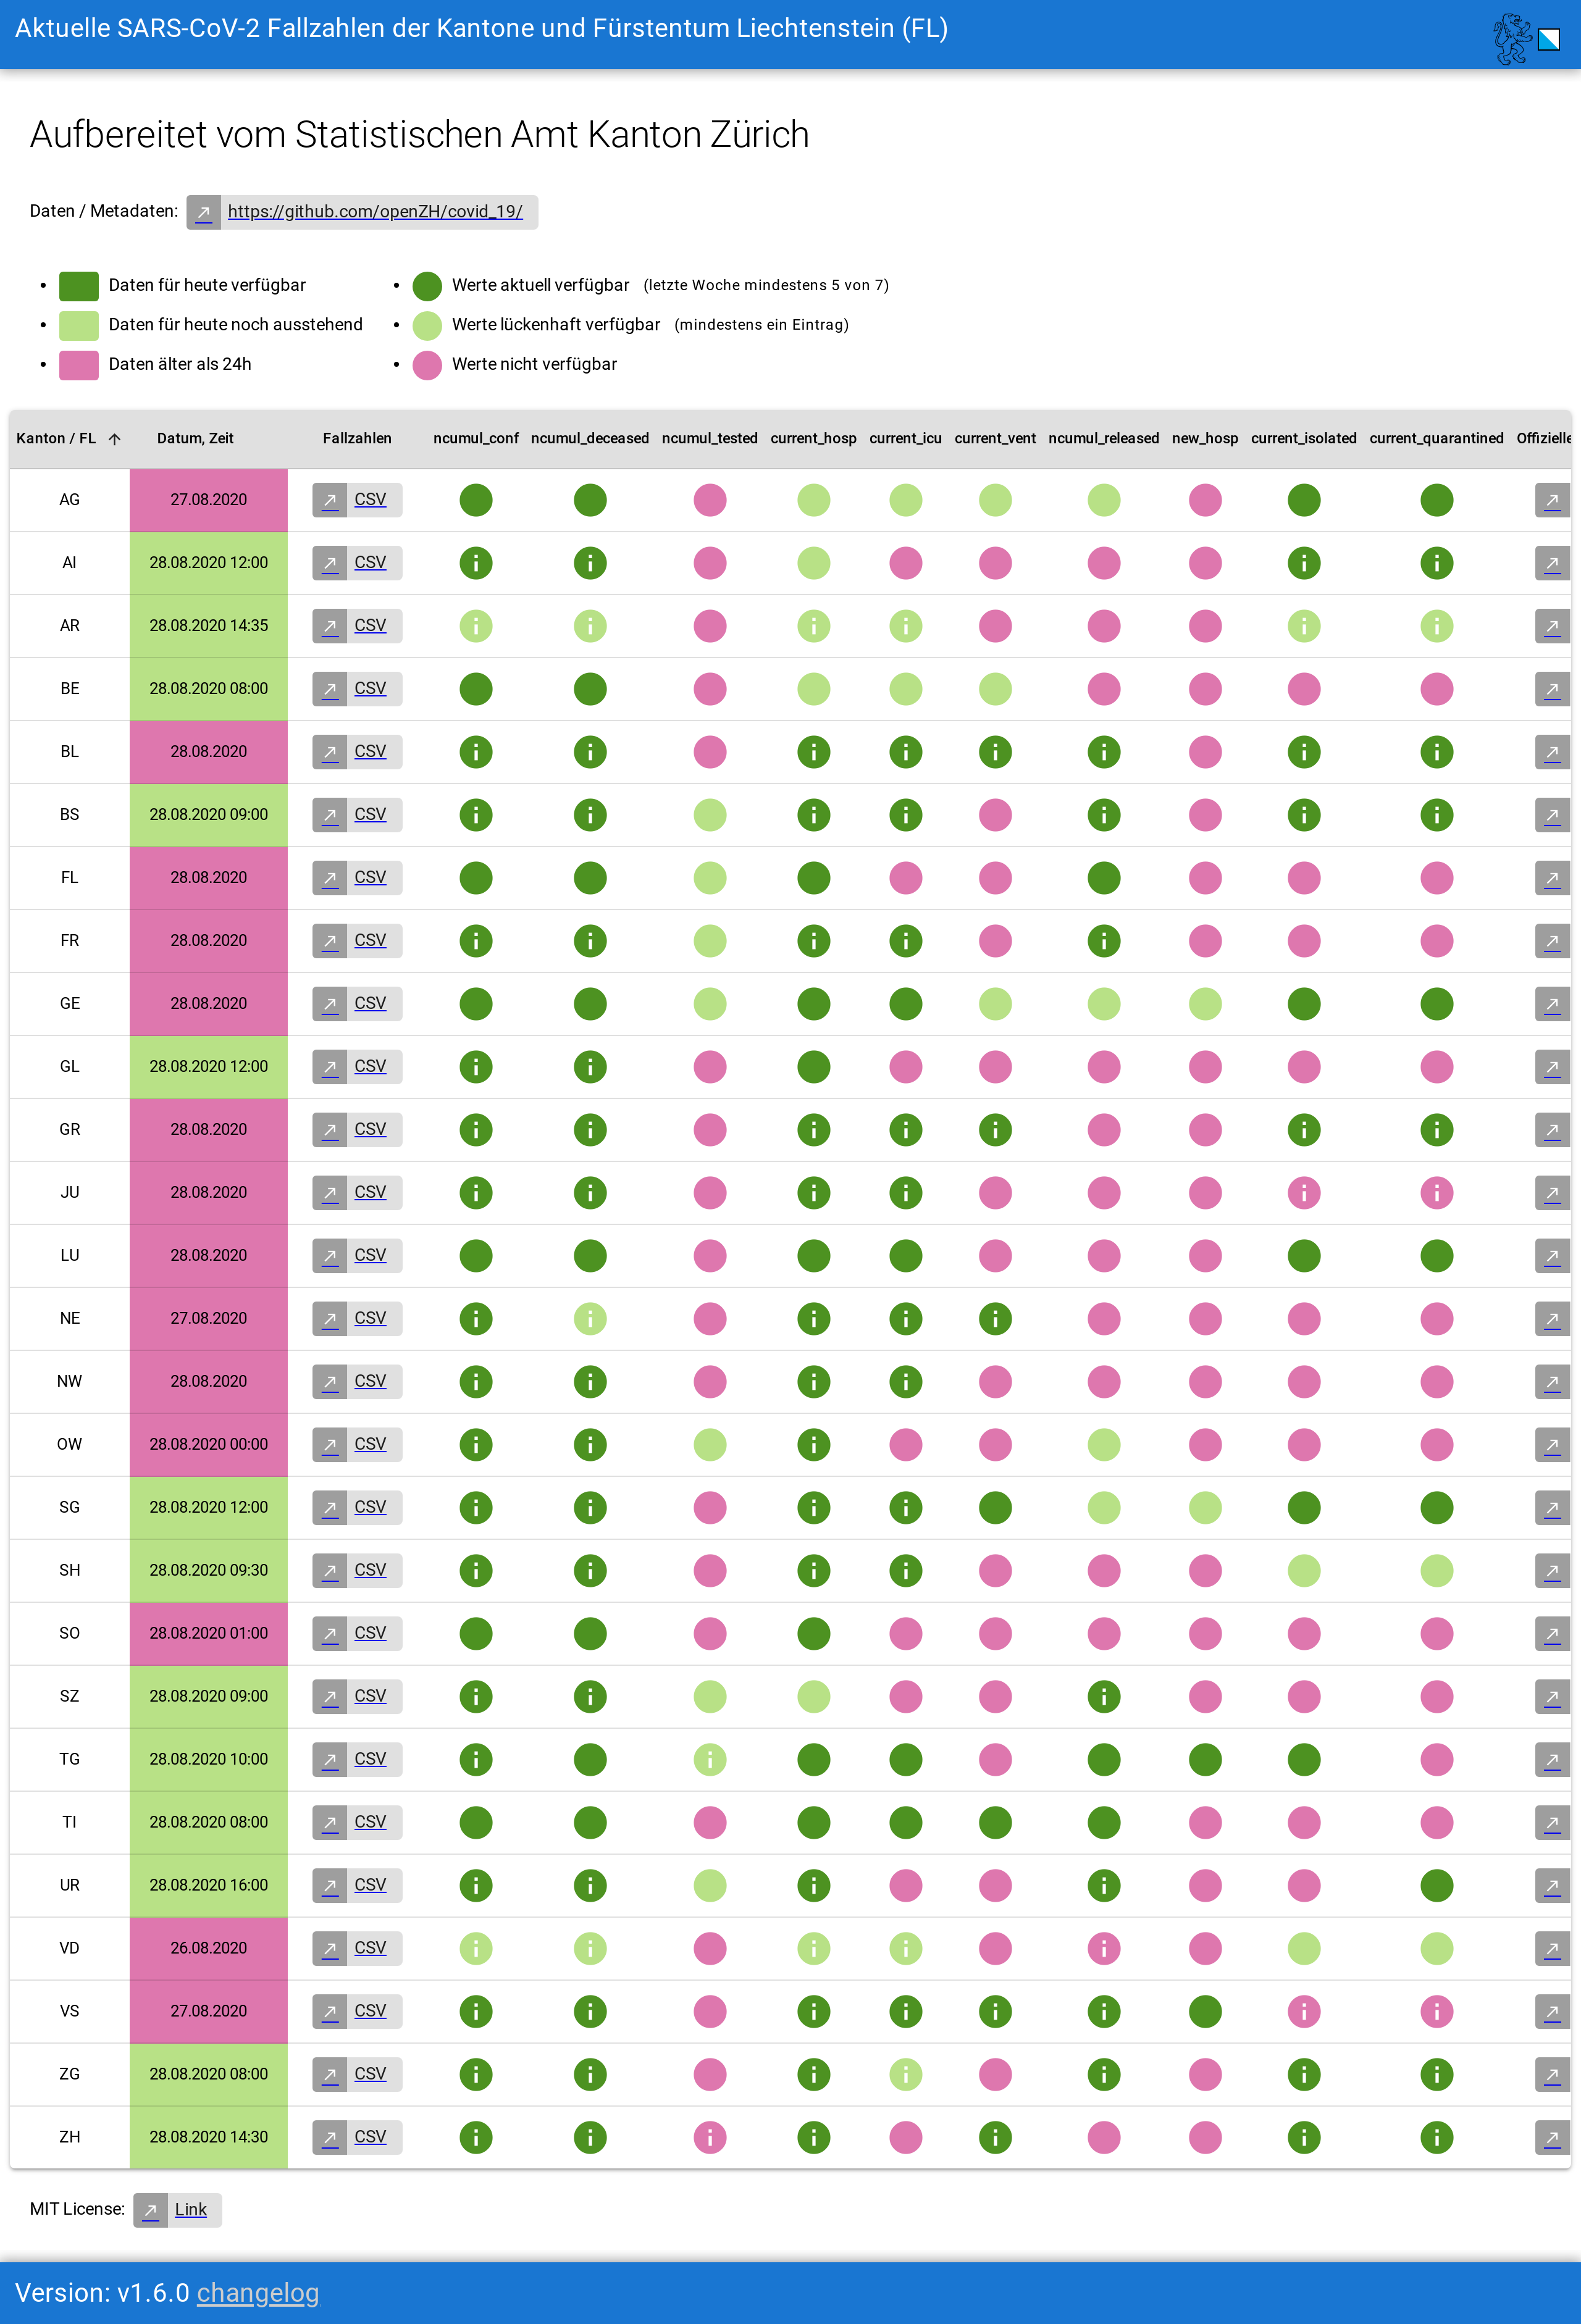 Aktuelle SARS-CoV-2 Fallzahlen der Kantone und Fürstentum Liechtenstein (FL)
Aufbereitet vom Statistischen Amt Kanton Zürich
Daten / Metadaten: https://github.com/openZH/covid_19/
Daten für heute verfügbar
Daten für heute noch ausstehend
Daten älter als 24h
Werte aktuell verfügbar (letzte Woche mindestens 5 von 7)
Werte lückenhaft verfügbar (mindestens ein Eintrag)
Werte nicht verfügbar
Kanton / FL Datum, Zeit Fallzahlen ncumul_conf ncumul_deceased ncumul_tested current_hosp current_icu current_vent ncumul_released new_hosp current_isolated current_quarantined Offizielle
AG 27.08.2020 CSV
AI 28.08.2020 12:00 CSV
AR 28.08.2020 14:35 CSV
BE 28.08.2020 08:00 CSV
BL 28.08.2020 CSV
BS 28.08.2020 09:00 CSV
FL 28.08.2020 CSV
FR 28.08.2020 CSV
GE 28.08.2020 CSV
GL 28.08.2020 12:00 CSV
GR 28.08.2020 CSV
JU 28.08.2020 CSV
LU 28.08.2020 CSV
NE 27.08.2020 CSV
NW 28.08.2020 CSV
OW 28.08.2020 00:00 CSV
SG 28.08.2020 12:00 CSV
SH 28.08.2020 09:30 CSV
SO 28.08.2020 01:00 CSV
SZ 28.08.2020 09:00 CSV
TG 28.08.2020 10:00 CSV
TI 28.08.2020 08:00 CSV
UR 28.08.2020 16:00 CSV
VD 26.08.2020 CSV
VS 27.08.2020 CSV
ZG 28.08.2020 08:00 CSV
ZH 28.08.2020 14:30 CSV
MIT License: Link
Version: v1.6.0 changelog